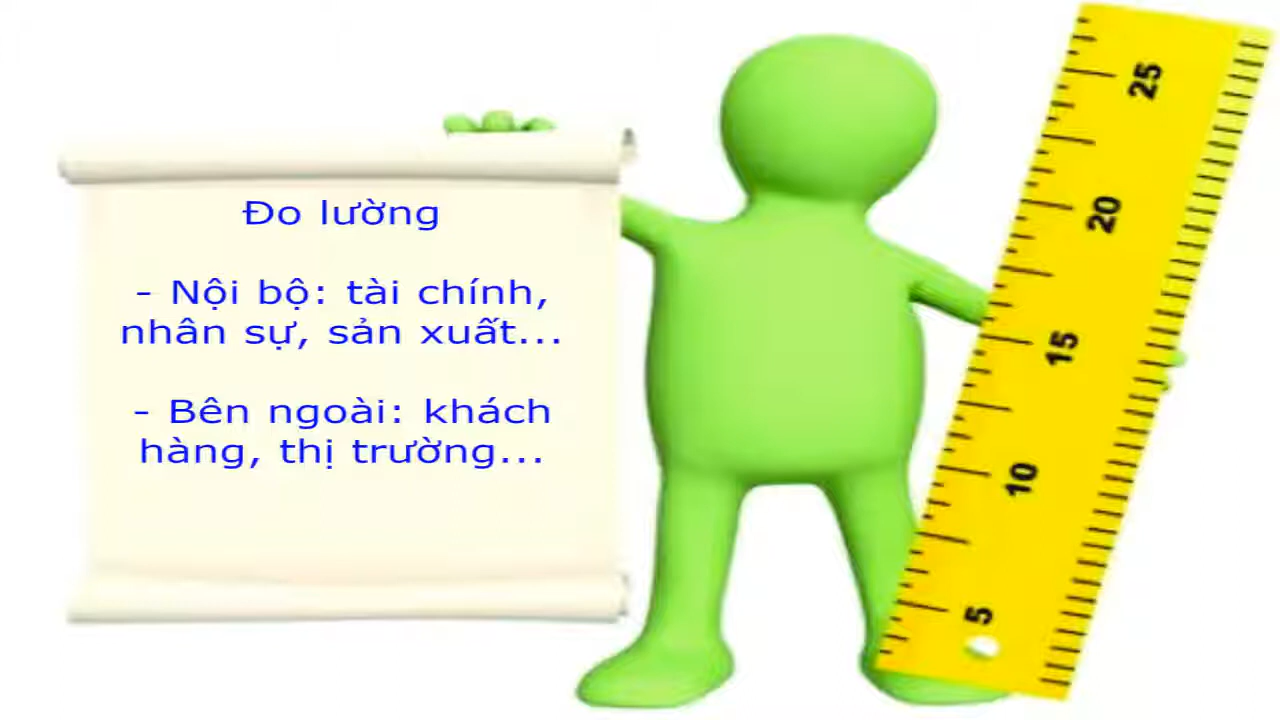 Đo lường
- Nội bộ: tài chính,
nhân sự, sản xuất...
- Bên ngoài: khách
hàng, thị trường...
25
20
15
10
5